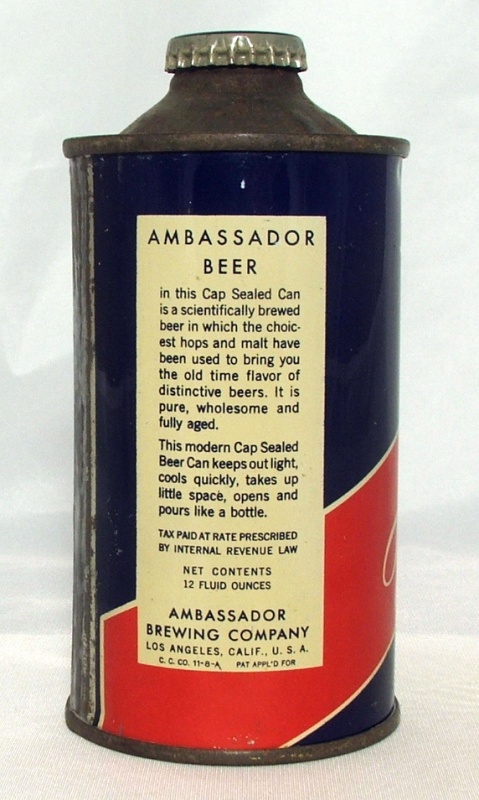 AMBASSADOR
BEER
in this Cap Sealed Can
is a scientifically brewed
beer in which the choic-
est hops and malt have
been used to bring you
the old time flavor of
distinctive beers. It is
pure, wholesome and
fully aged.
This modern Cap Sealed
Beer Can keeps out light,
cools quickly, takes up
little space, opens and
pours like a bottle.
TAX PAID AT RATE PRESCRIBED
BY INTERNAL REVENUE LAW
NET CONTENTS
12 FLUID OUNCES
AMBASSADOR
BREWING COMPANY
LOS ANGELES, CALIF., U. S. A.
C. C. CO. 11-8-A PAT APPL'D FOR